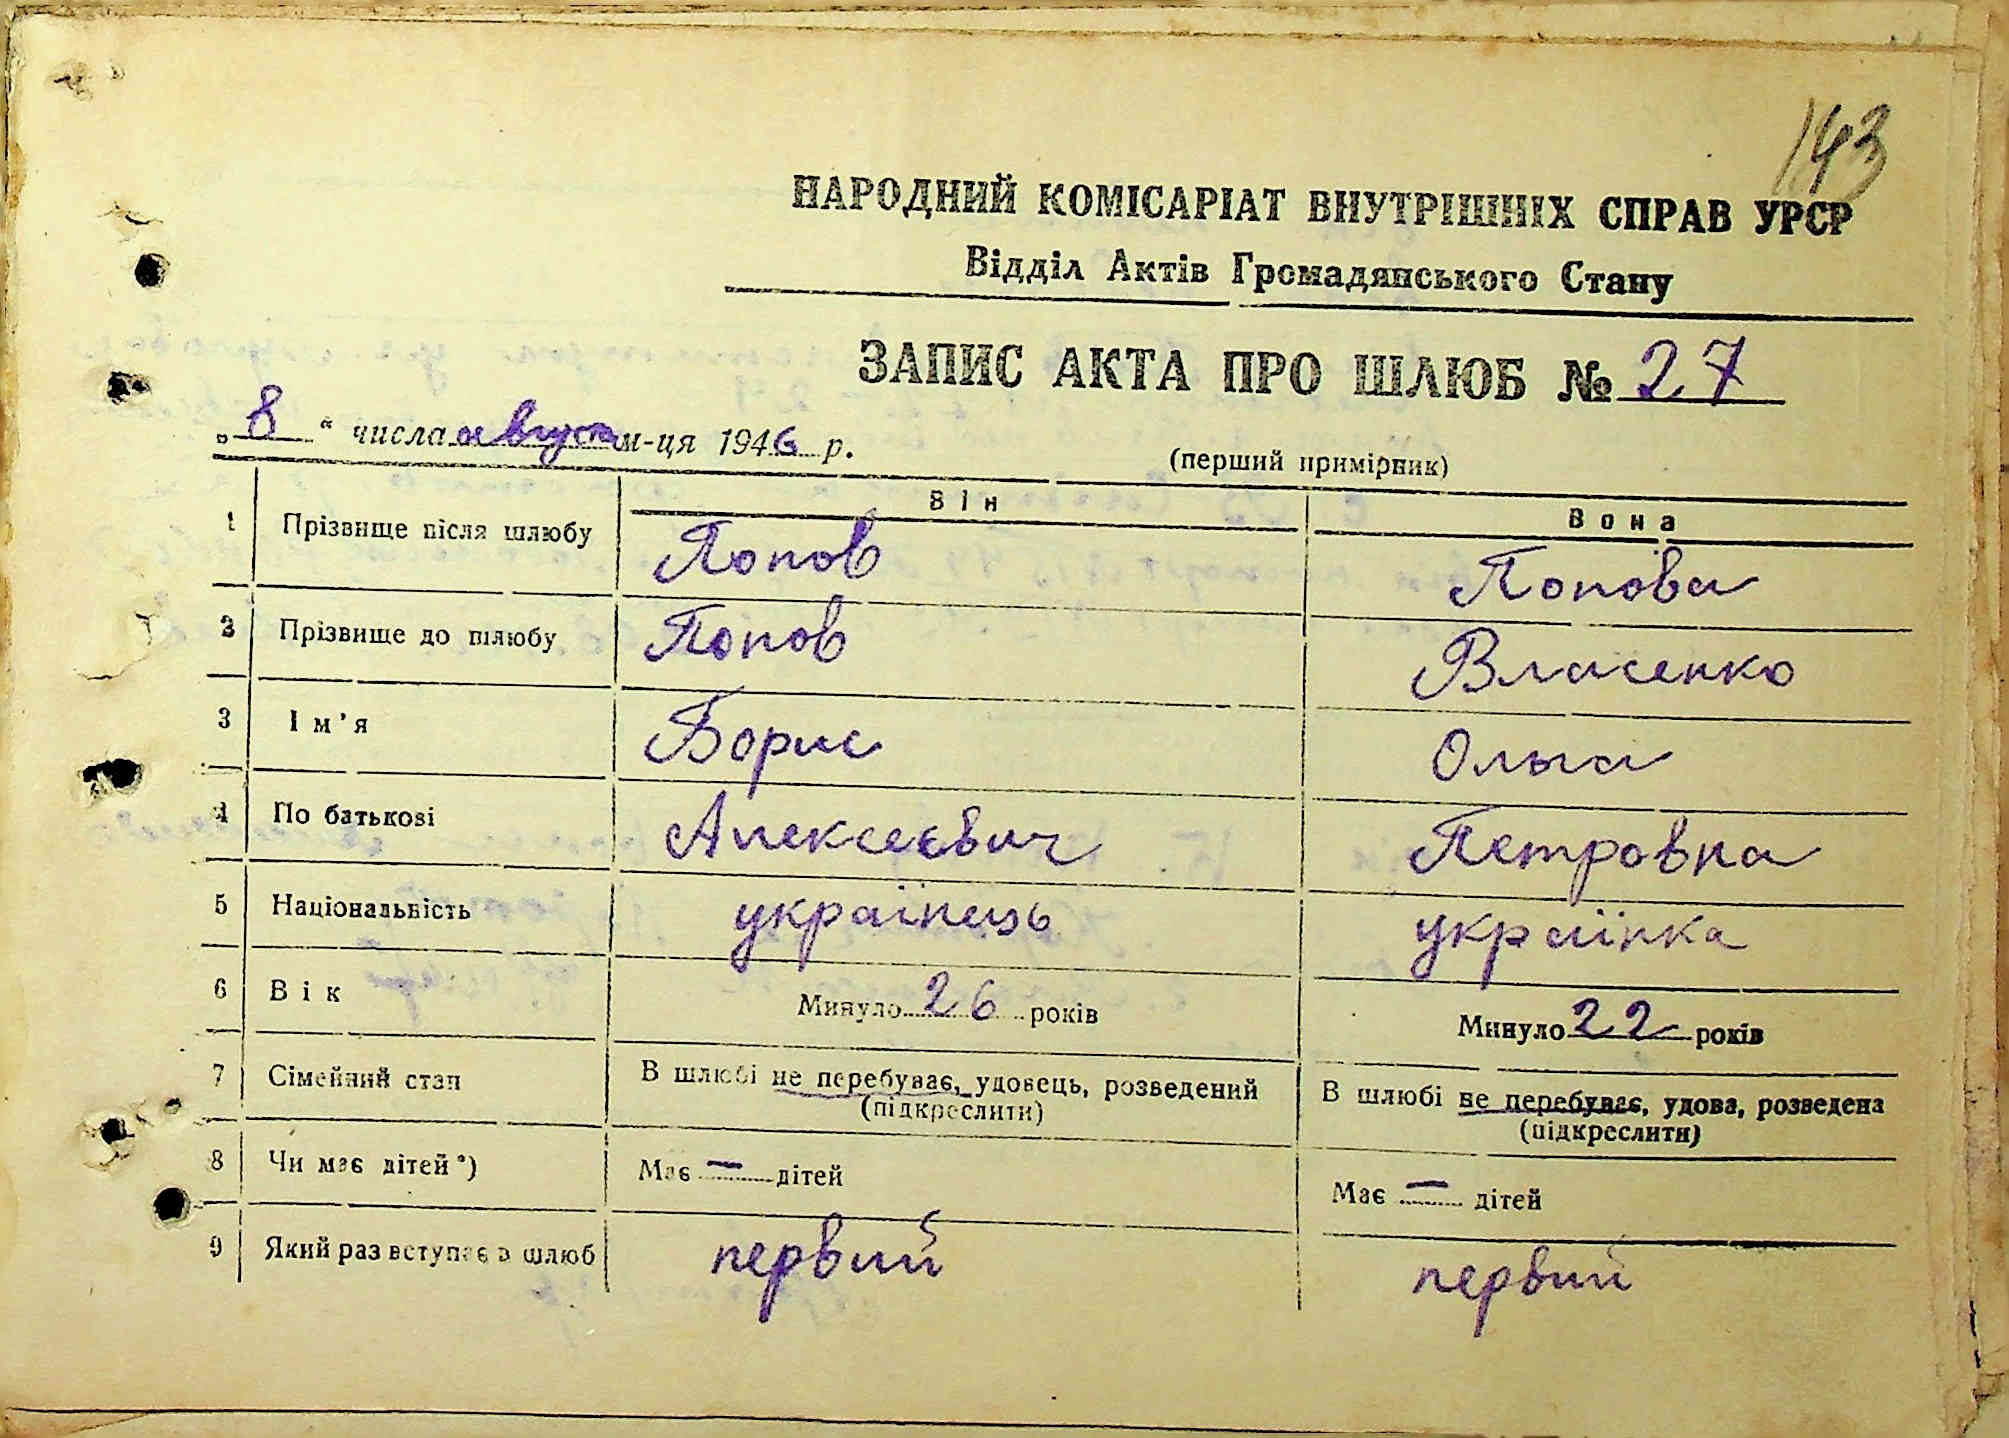 143
НАРОДНИЙ КОМІСАРІАТ ВНУТРІШНІХ СПРАВ УРСР
Відділ Актів Громадянського Стану
ЗАПИС АКТА ПРО ШЛЮБ № 27
„8“ числа августа м-ця 1946 р.
(перший примірник)
Він Вона
1 Прізвище після шлюбу Попов Попова
2 Прізвище до шлюбу Попов Власенко
3 Ім’я Борис Ольга
4 По батькові Алексеєвич Петровна
5 Національність українець українка
6 Вік Минуло 26 років Минуло 22 років
7 Сімейний стан В шлюбі не перебуває, удовець, розведений В шлюбі не перебуває, удова, розведена
(підкреслити) (підкреслити)
8 Чи має дітей*) Має — дітей Має — дітей
9 Який раз вступає в шлюб первий первий